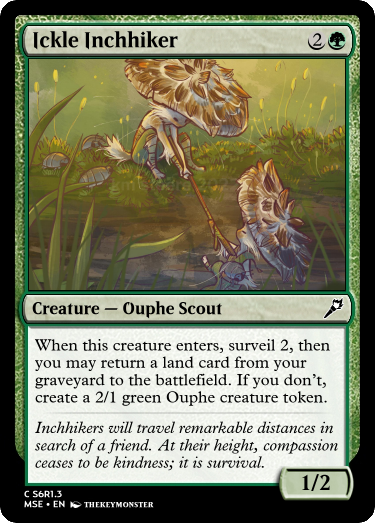 Ickle Inchhiker 2
Creature — Ouphe Scout
When this creature enters, surveil 2, then
you may return a land card from your
graveyard to the battlefield. If you don't,
create a 2/1 green Ouphe creature token.
Inchhikers will travel remarkable distances in
search of a friend. At their height, compassion
ceases to be kindness; it is survival.
1/2
C S6R1.3
MSE • EN THEKEYMONSTER